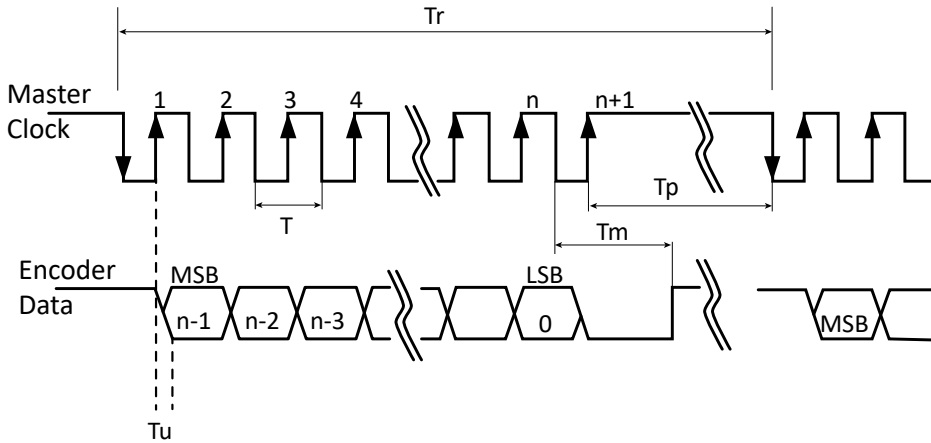 Tr
Master
Clock
1 2 3 4 n n+1
T
Tp
Tm
Encoder
Data
MSB LSB
n-1 n-2 n-3 0 MSB
Tu